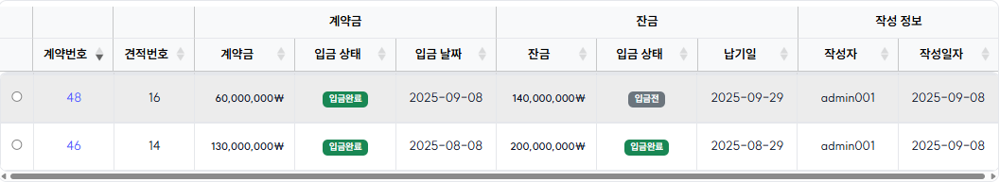 계약금 잔금 작성 정보
계약번호 견적번호 계약금 입금 상태 입금 날짜 잔금 입금 상태 납기일 작성자 작성일자
48 16 60,000,000₩ 입금완료 2025-09-08 140,000,000₩ 입금전 2025-09-29 admin001 2025-09-08
46 14 130,000,000₩ 입금완료 2025-08-08 200,000,000₩ 입금완료 2025-08-29 admin001 2025-09-08